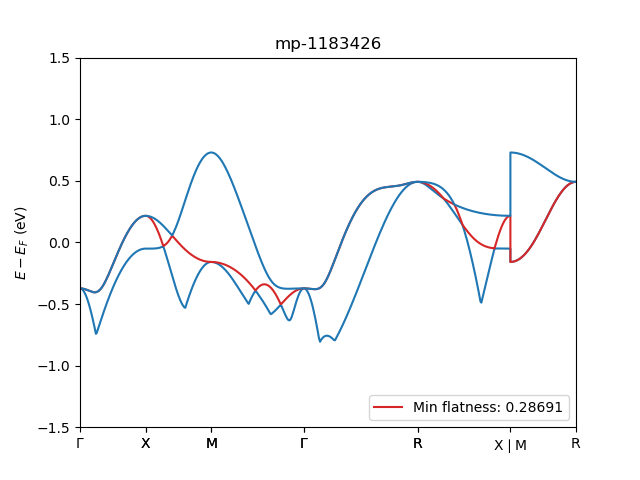 mp-1183426
E − E_F (eV)
1.5
1.0
0.5
0.0
−0.5
−1.0
−1.5
Min flatness: 0.28691
Γ X M Γ R X | M R